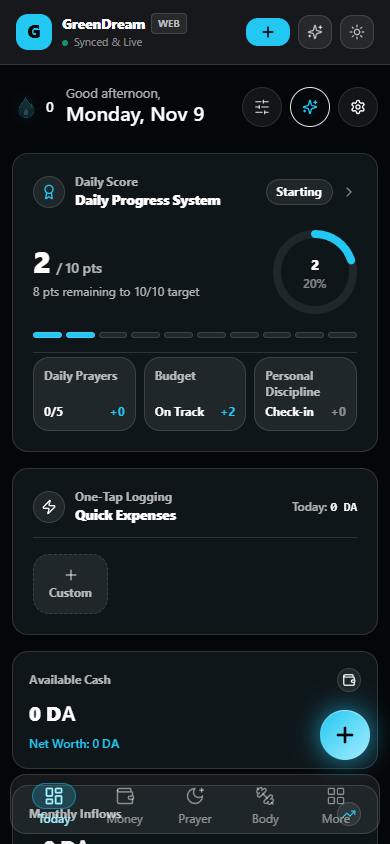 G
GreenDream WEB
Synced & Live
0
Good afternoon,
Monday, Nov 9
Daily Score
Daily Progress System
Starting
2 / 10 pts
8 pts remaining to 10/10 target
2
20%
Daily Prayers
0/5 +0
Budget
On Track +2
Personal
Discipline
Check-in +0
One-Tap Logging
Quick Expenses
Today: 0 DA
Custom
Available Cash
0 DA
Net Worth: 0 DA
Monthly Inflows
Today
Money
Prayer
Body
More
0 DA